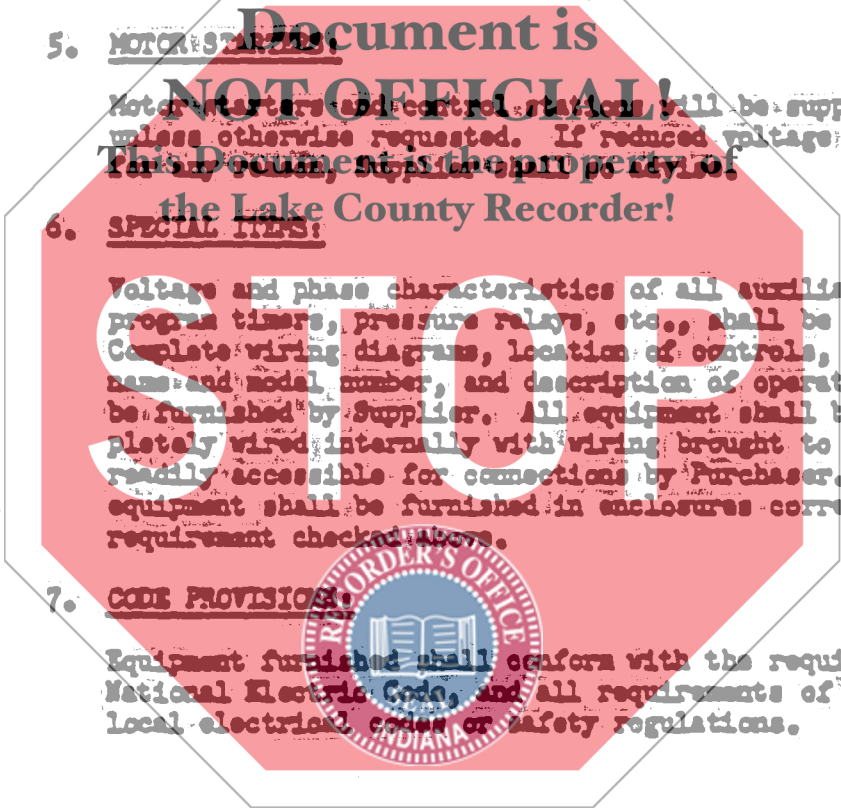 Document is
NOT OFFICIAL!
This Document is the property of
the Lake County Recorder!
STOP
5. MOTOR STARTERS:
Motor starters and control stations will be supp
unless otherwise requested. If reduced voltage
6. SPECIAL ITEMS:
Voltage and phase characteristics of all auxilia
program timers, pressure relays, etc., shall be
Complete wiring diagrams, location of controls,
name and model number, and description of operat
be furnished by Supplier. All equipment shall b
pletely wired internally with wiring brought to
readily accessible for connections by Purchaser.
equipment shall be furnished in enclosures corre
requirement checked above.
7. CODE PROVISIONS:
Equipment furnished shall conform with the requi
National Electric Code, and all requirements of
local electrical codes or safety regulations.
RECORDER'S OFFICE
INDIANA